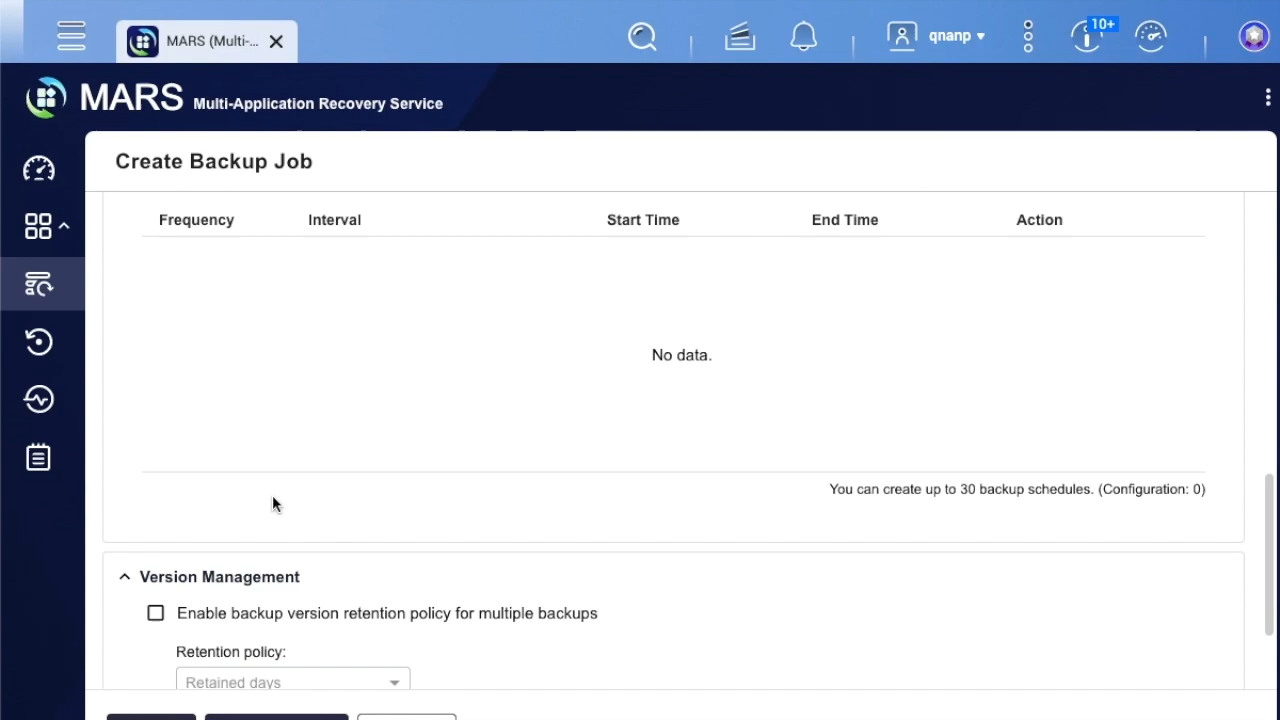 MARS (Multi-...
qnanp
10+
MARS Multi-Application Recovery Service
Create Backup Job
Frequency Interval Start Time End Time Action
No data.
You can create up to 30 backup schedules. (Configuration: 0)
Version Management
Enable backup version retention policy for multiple backups
Retention policy:
Retained days